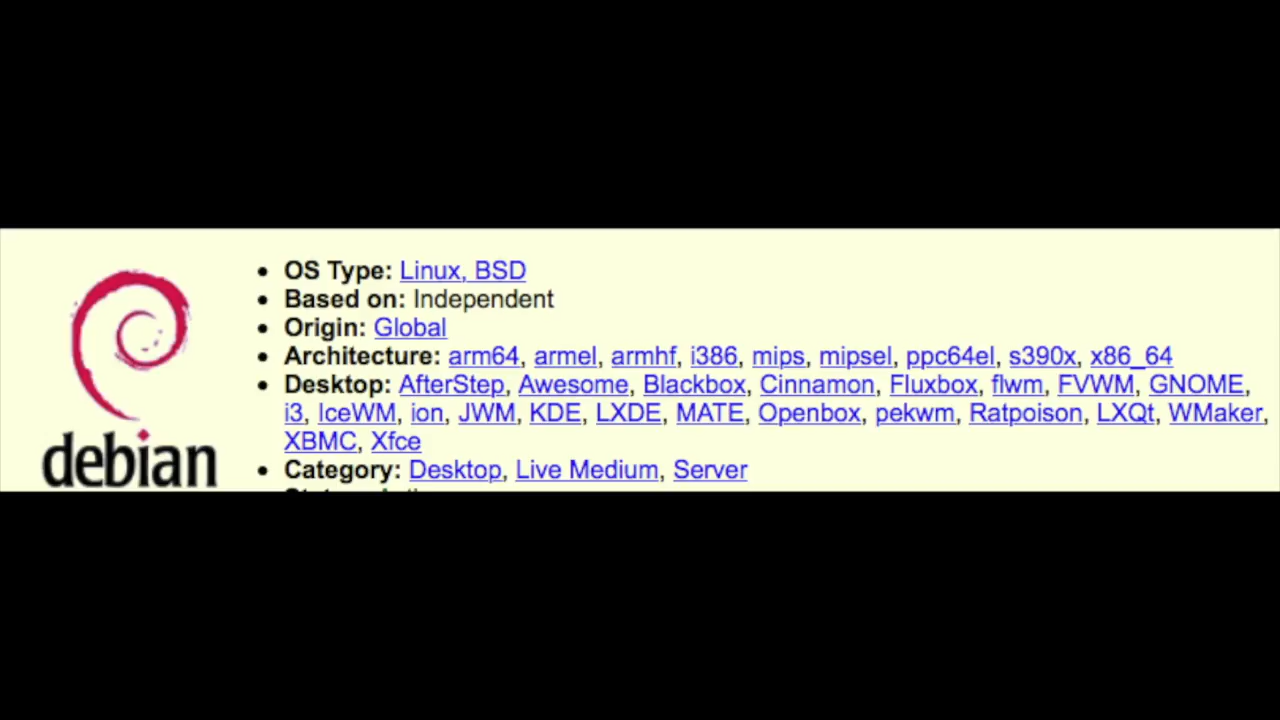 OS Type: Linux, BSD
Based on: Independent
Origin: Global
Architecture: arm64, armel, armhf, i386, mips, mipsel, ppc64el, s390x, x86_64
Desktop: AfterStep, Awesome, Blackbox, Cinnamon, Fluxbox, flwm, FVWM, GNOME,
i3, IceWM, ion, JWM, KDE, LXDE, MATE, Openbox, pekwm, Ratpoison, LXQt, WMaker,
XBMC, Xfce
Category: Desktop, Live Medium, Server
debian